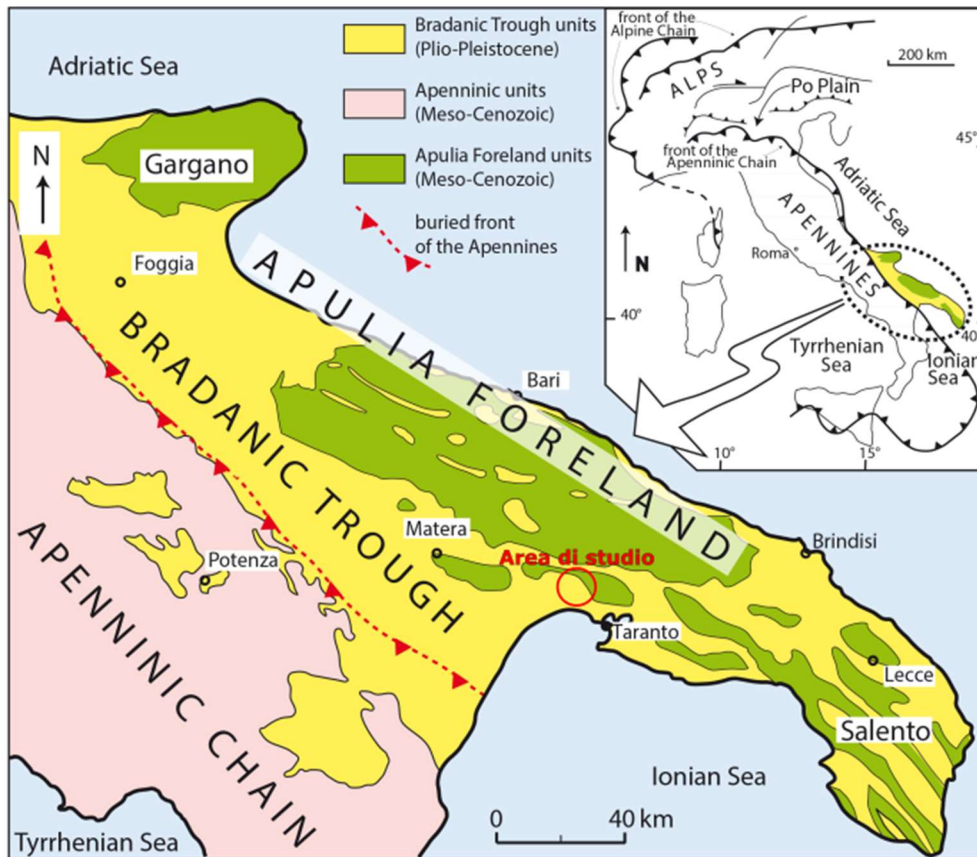 Adriatic Sea
Bradanic Trough units
(Plio-Pleistocene)
Apenninic units
(Meso-Cenozoic)
Apulia Foreland units
(Meso-Cenozoic)
buried front
of the Apennines
N
Gargano
Foggia
APULIA FORELAND
BRADANIC TROUGH
Bari
Matera
Area di studio
Potenza
Brindisi
Taranto
Lecce
Salento
APENNINIC CHAIN
Ionian Sea
0 40 km
Tyrrhenian Sea
front of the
Alpine Chain
200 km
ALPS
Po Plain
45°
front of the
Apenninic Chain
Adriatic Sea
APENNINES
Roma
N
40°
40°
Tyrrhenian
Sea
Ionian
Sea
10°
15°